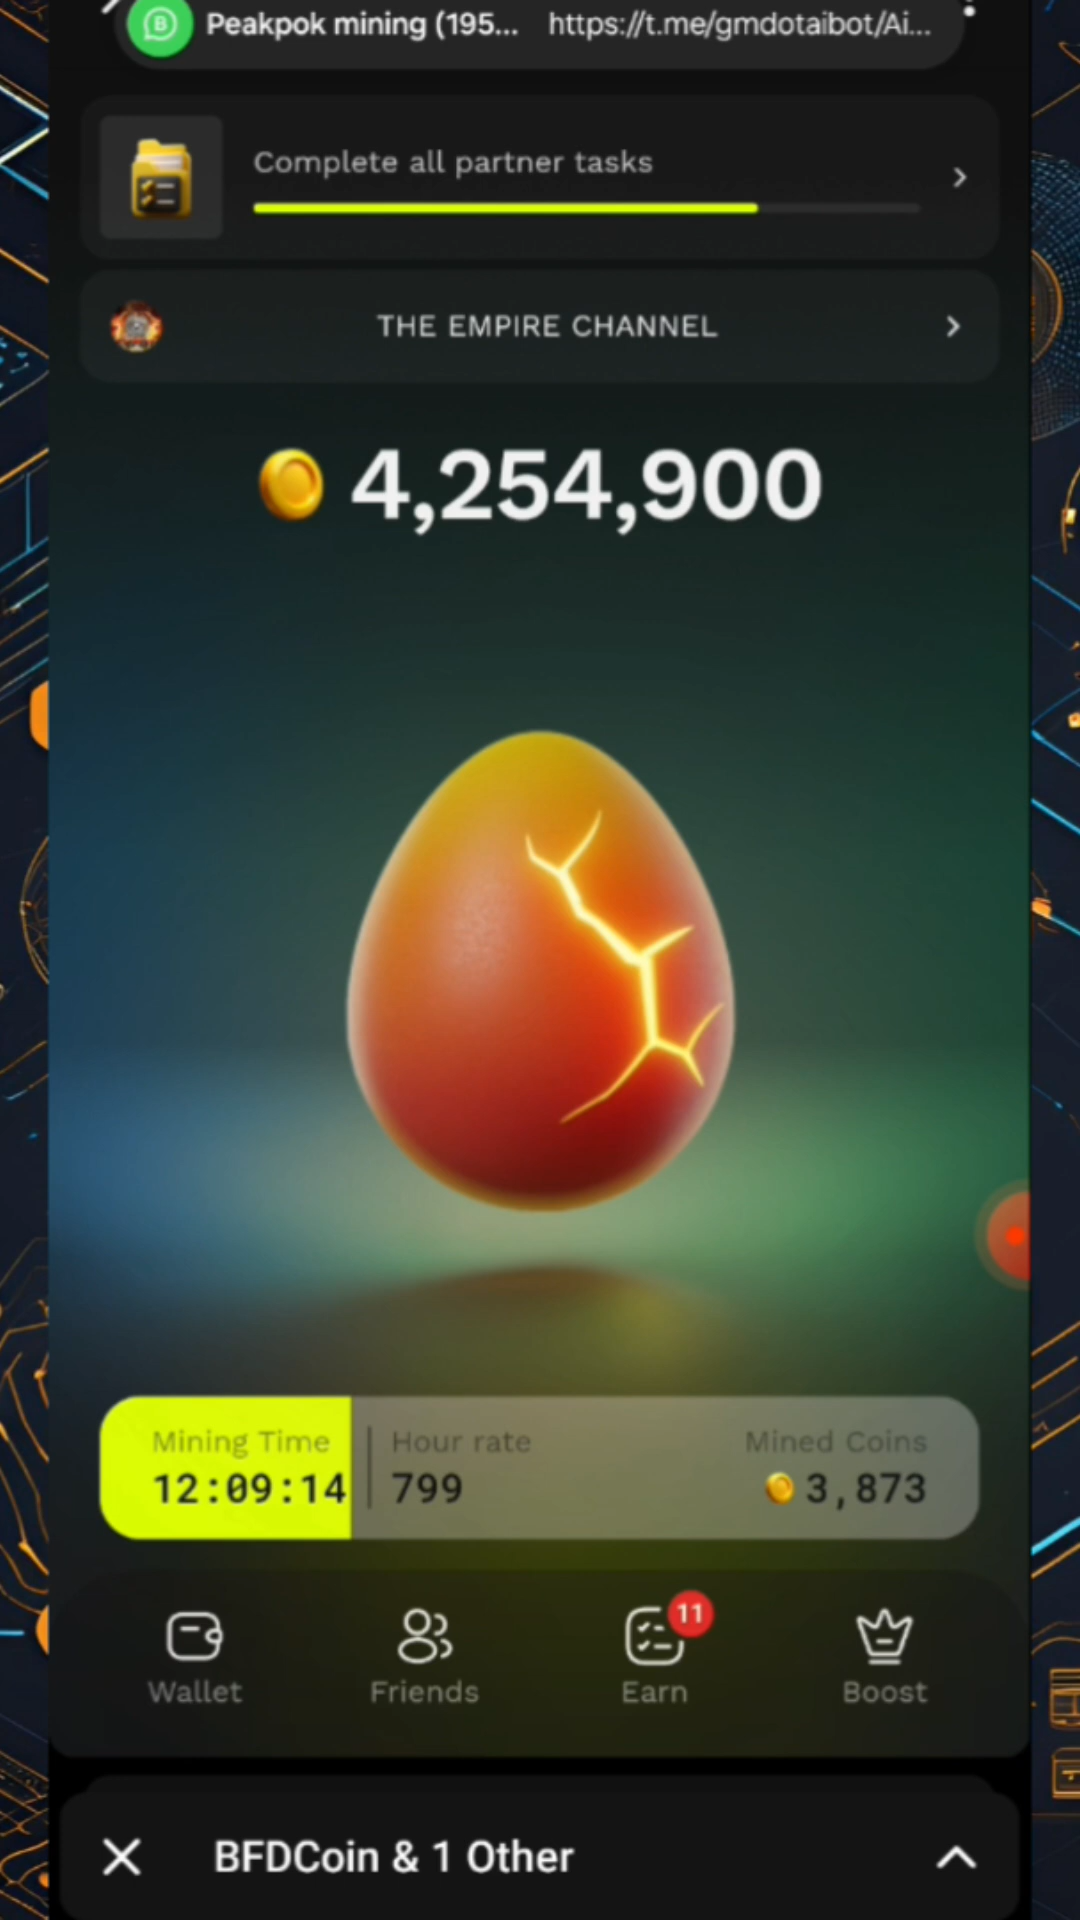 Peakpok mining (195... https://t.me/gmdotaibot/Ai...
Complete all partner tasks
THE EMPIRE CHANNEL
4,254,900
Mining Time Hour rate Mined Coins
12:09:14 799 3,873
11
Wallet Friends Earn Boost
BFDCoin & 1 Other